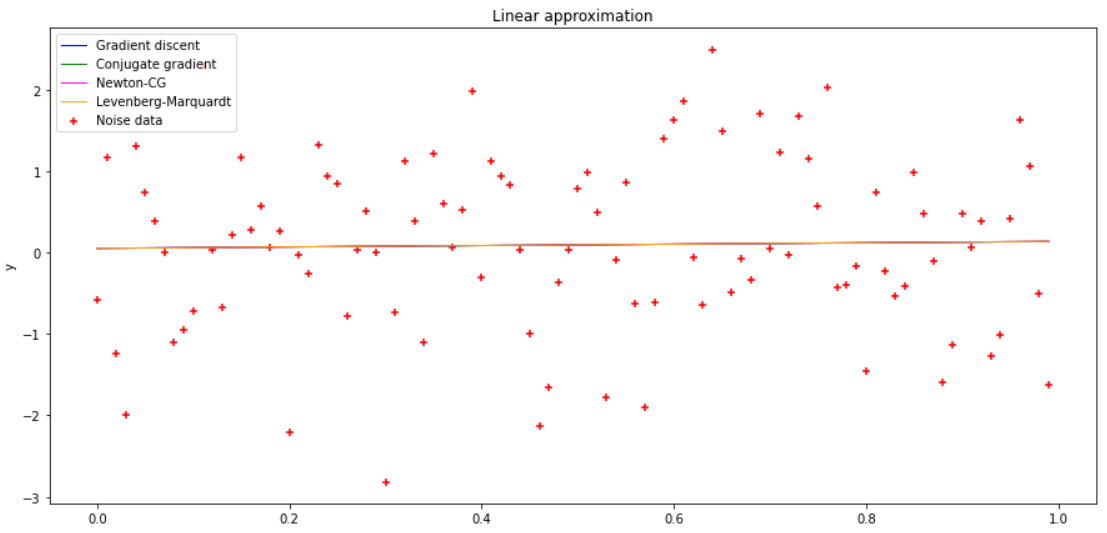 Linear approximation
Gradient discent
Conjugate gradient
Newton-CG
Levenberg-Marquardt
Noise data
y
2
1
0
−1
−2
−3
0.0 0.2 0.4 0.6 0.8 1.0